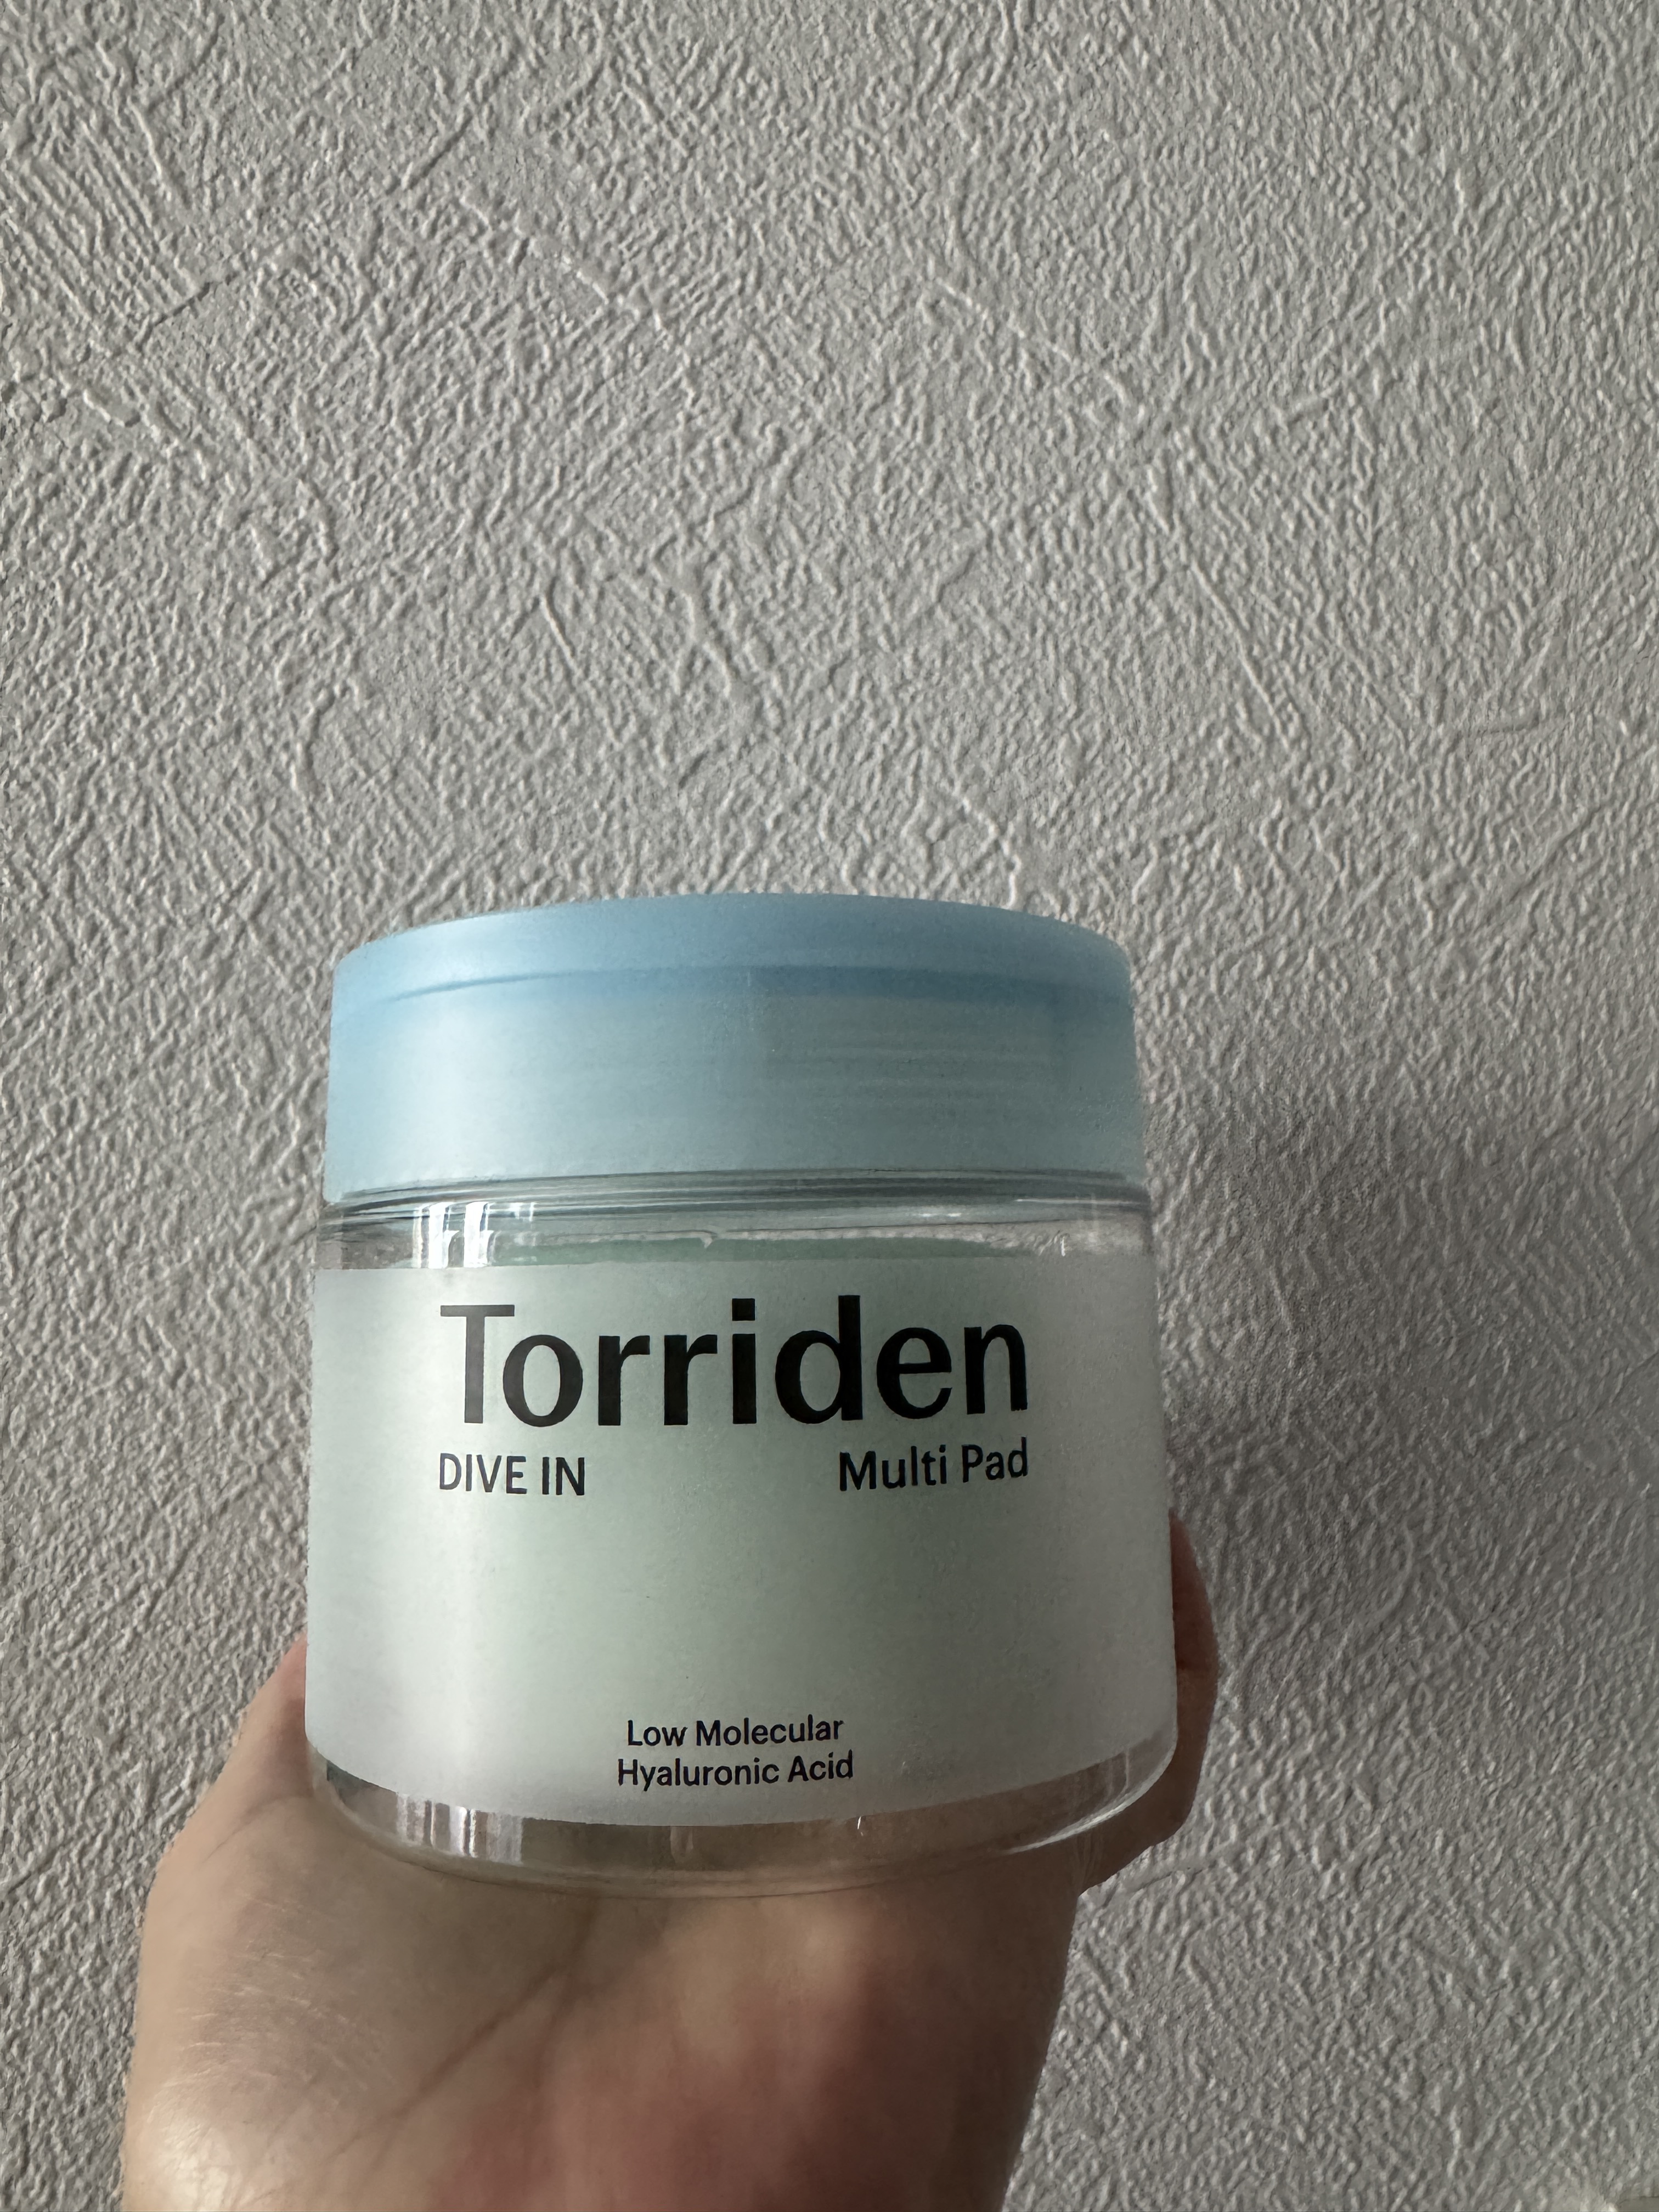 Torriden
DIVE IN Multi Pad
Low Molecular
Hyaluronic Acid